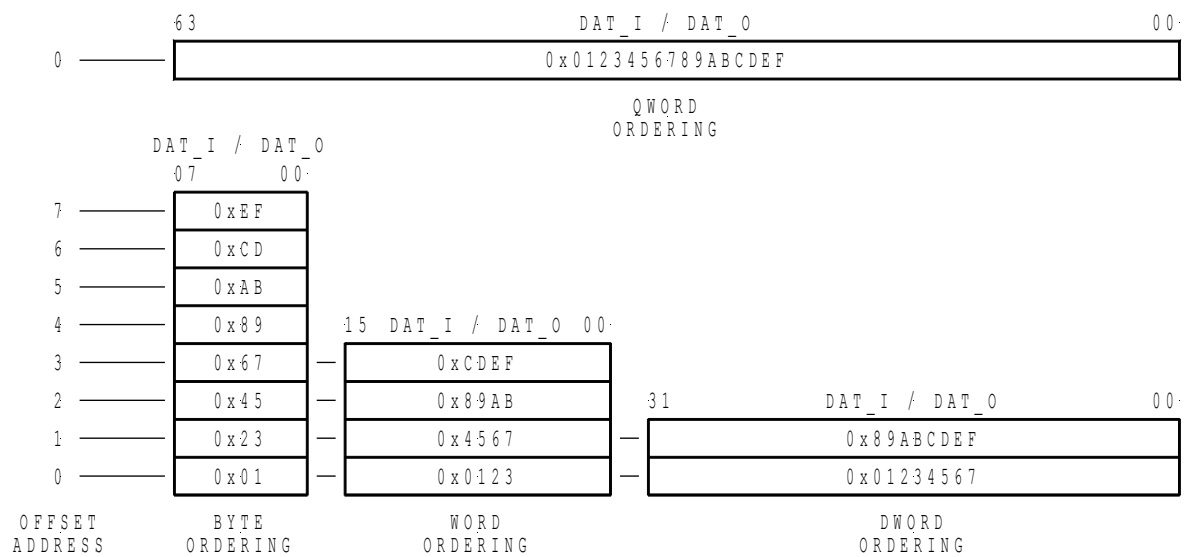 63 DAT_I / DAT_O 00
0 0x0123456789ABCDEF
QWORD
ORDERING
DAT_I / DAT_O
07 00
7 0xEF
6 0xCD
5 0xAB
4 0x89 15 DAT_I / DAT_O 00
3 0x67 0xCDEF
2 0x45 0x89AB 31 DAT_I / DAT_O 00
1 0x23 0x4567 0x89ABCDEF
0 0x01 0x0123 0x01234567
OFFSET BYTE WORD DWORD
ADDRESS ORDERING ORDERING ORDERING